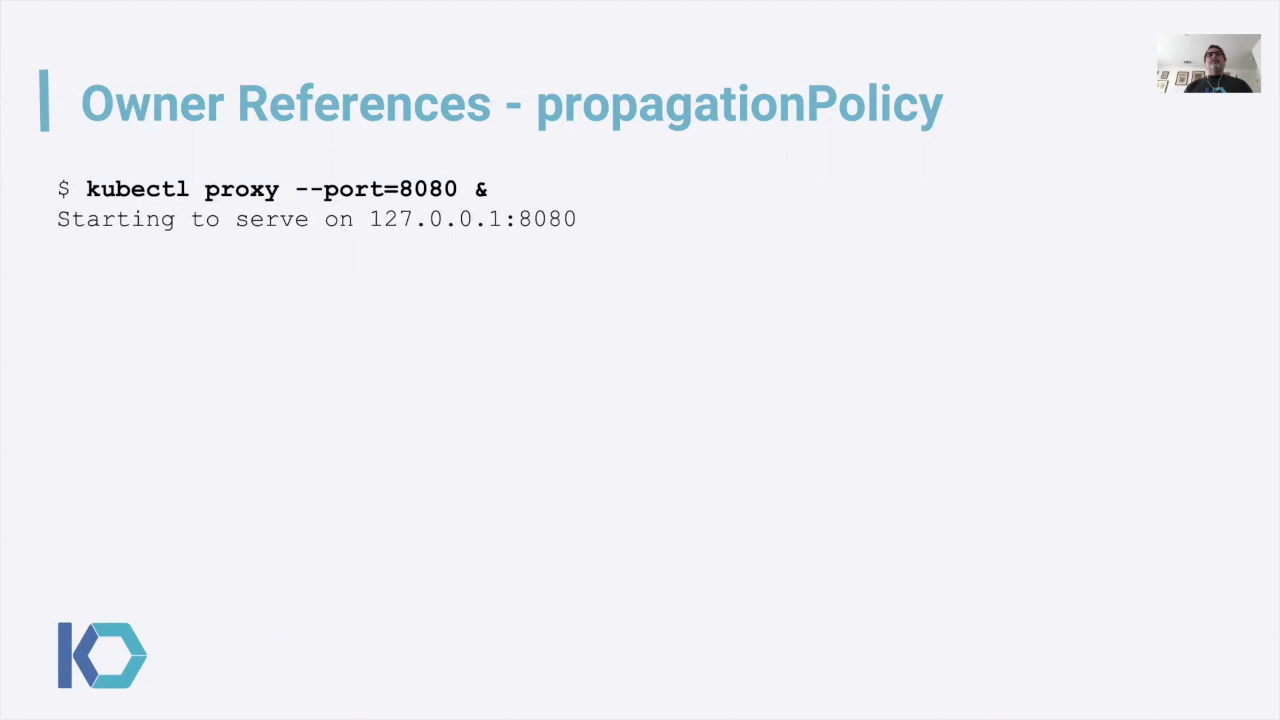 Owner References - propagationPolicy
$ kubectl proxy --port=8080 &
Starting to serve on 127.0.0.1:8080